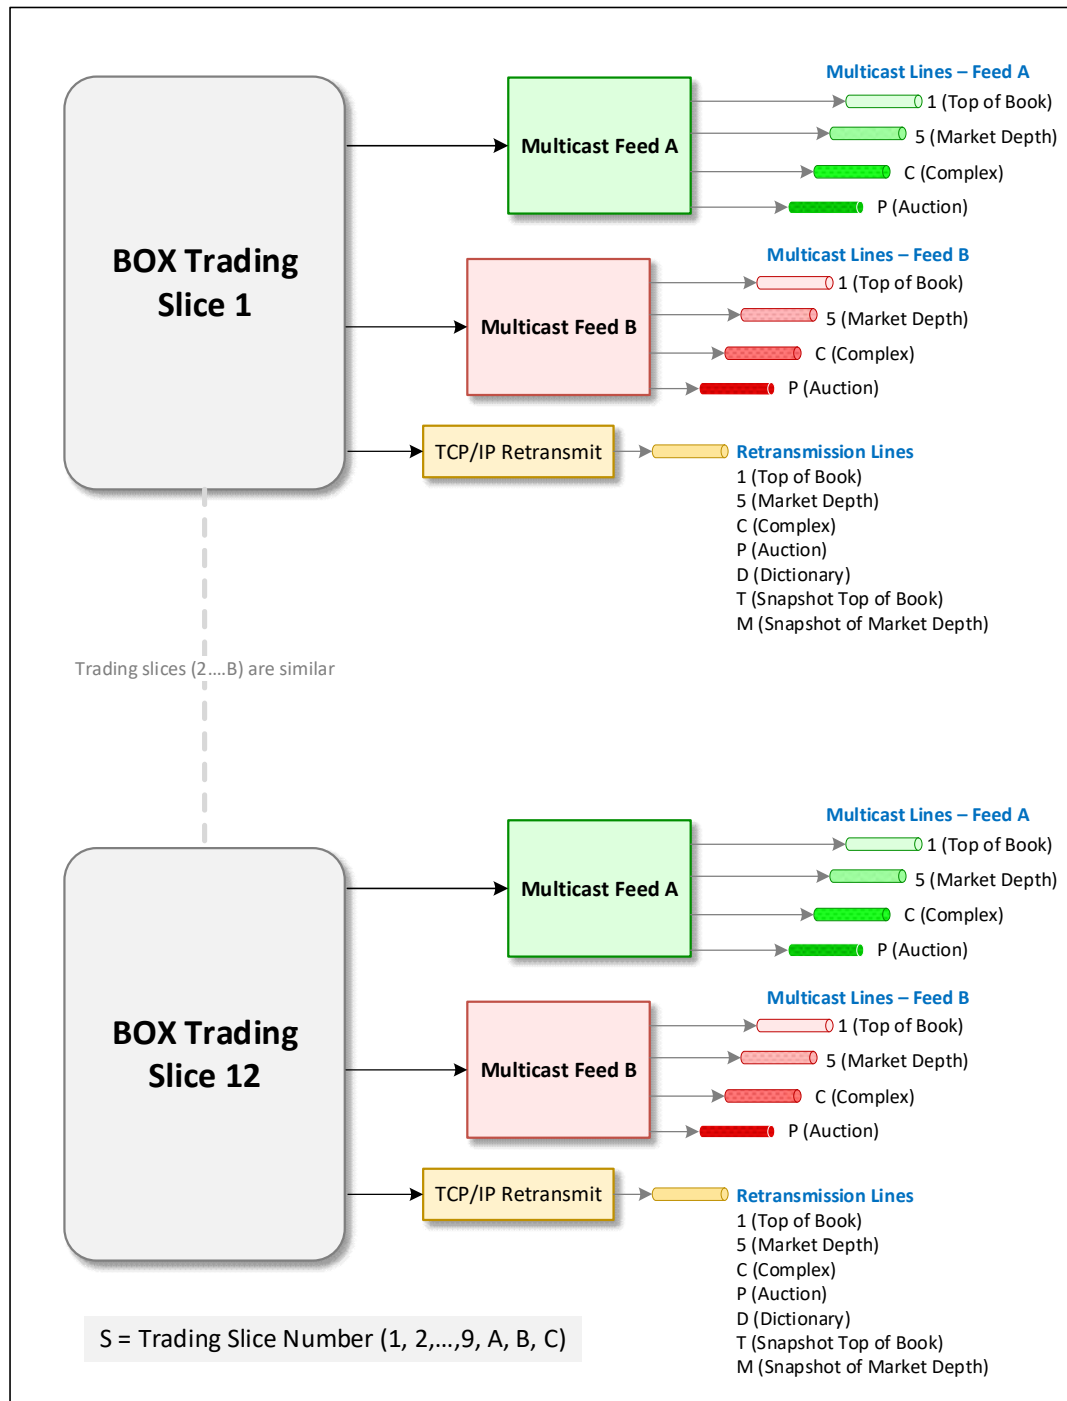 Multicast Lines – Feed A
1 (Top of Book)
5 (Market Depth)
C (Complex)
P (Auction)
Multicast Feed A
BOX Trading
Slice 1
Multicast Lines – Feed B
1 (Top of Book)
5 (Market Depth)
C (Complex)
P (Auction)
Multicast Feed B
TCP/IP Retransmit
Retransmission Lines
1 (Top of Book)
5 (Market Depth)
C (Complex)
P (Auction)
D (Dictionary)
T (Snapshot Top of Book)
M (Snapshot of Market Depth)
Trading slices (2....B) are similar
Multicast Lines – Feed A
1 (Top of Book)
5 (Market Depth)
C (Complex)
P (Auction)
Multicast Feed A
BOX Trading
Slice 12
Multicast Lines – Feed B
1 (Top of Book)
5 (Market Depth)
C (Complex)
P (Auction)
Multicast Feed B
TCP/IP Retransmit
Retransmission Lines
1 (Top of Book)
5 (Market Depth)
C (Complex)
P (Auction)
D (Dictionary)
T (Snapshot Top of Book)
M (Snapshot of Market Depth)
S = Trading Slice Number (1, 2,...,9, A, B, C)